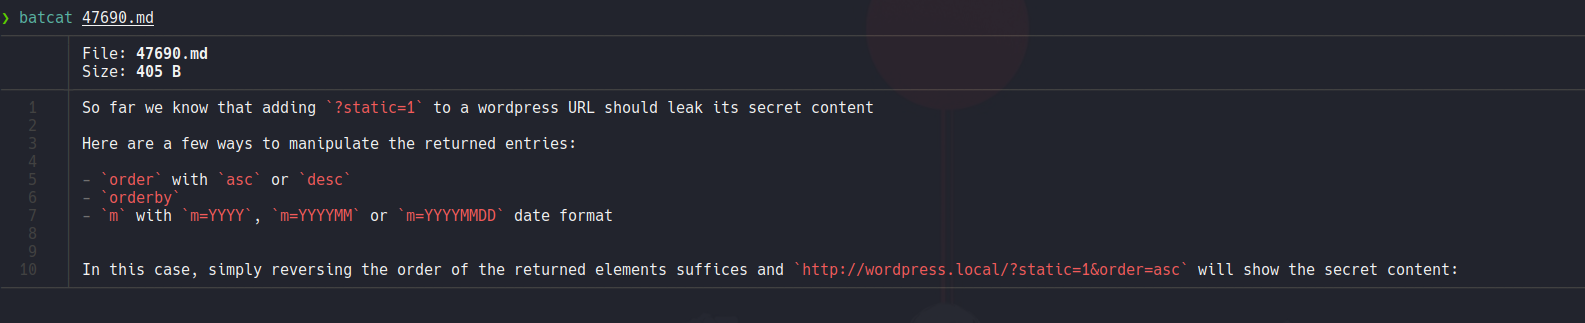 ❯ batcat 47690.md
File: 47690.md
Size: 405 B
1 So far we know that adding `?static=1` to a wordpress URL should leak its secret content
2
3 Here are a few ways to manipulate the returned entries:
4
5 - `order` with `asc` or `desc`
6 - `orderby`
7 - `m` with `m=YYYY`, `m=YYYYMM` or `m=YYYYMMDD` date format
8
9
10 In this case, simply reversing the order of the returned elements suffices and `http://wordpress.local/?static=1&order=asc` will show the secret content: